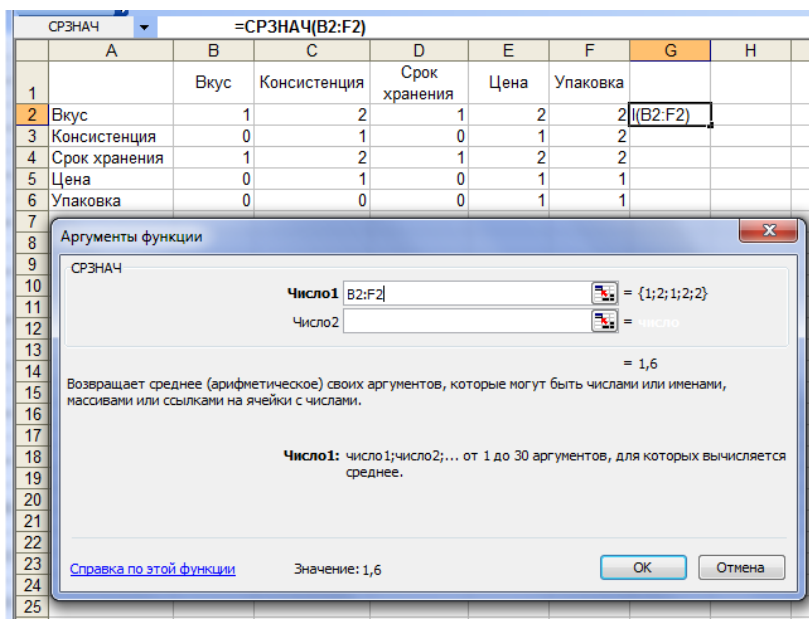 СРЗНАЧ =СРЗНАЧ(B2:F2)
A B C D E F G H
1 Вкус Консистенция Срок хранения Цена Упаковка
2 Вкус 1 2 1 2 2 I(B2:F2)
3 Консистенция 0 1 0 1 2
4 Срок хранения 1 2 1 2 2
5 Цена 0 1 0 1 1
6 Упаковка 0 0 0 1 1
7
8 Аргументы функции
9 СРЗНАЧ
10 Число1 B2:F2 = {1;2;1;2;2}
11
12 Число2 = число
13
14 = 1,6
15 Возвращает среднее (арифметическое) своих аргументов, которые могут быть числами или именами,
16 массивами или ссылками на ячейки с числами.
17
18 Число1: число1;число2;... от 1 до 30 аргументов, для которых вычисляется
19 среднее.
20
21
22
23 Справка по этой функции Значение: 1,6 ОК Отмена
24
25